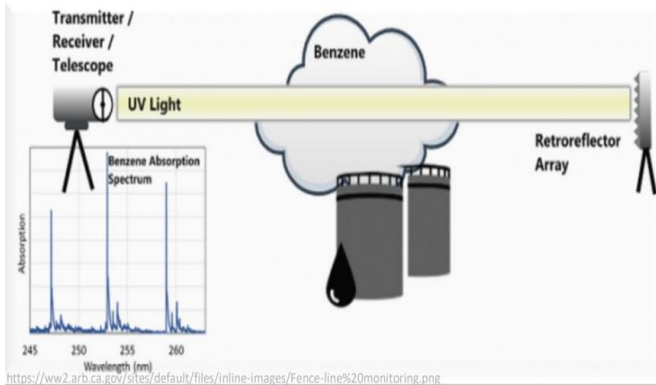 Transmitter /
Receiver /
Telescope
Benzene
UV Light
Retroreflector
Array
Benzene Absorption
Spectrum
Absorption
245 250 255 260
Wavelength (nm)
https://ww2.arb.ca.gov/sites/default/files/inline-images/Fence-line%20monitoring.png